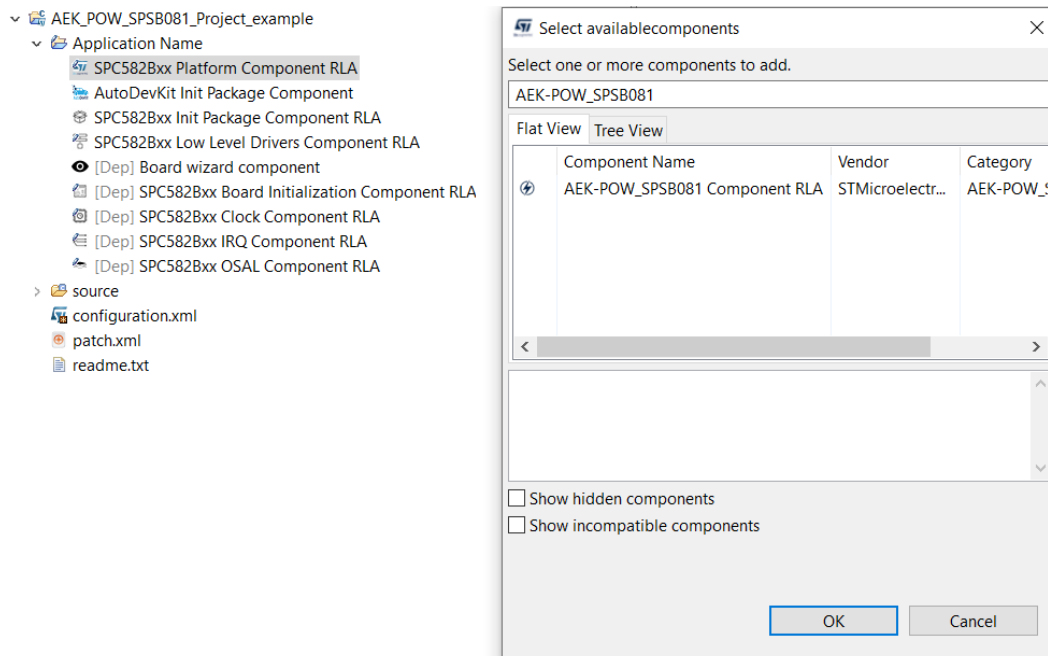 AEK_POW_SPSB081_Project_example
Application Name
SPC582Bxx Platform Component RLA
AutoDevKit Init Package Component
SPC582Bxx Init Package Component RLA
SPC582Bxx Low Level Drivers Component RLA
[Dep] Board wizard component
[Dep] SPC582Bxx Board Initialization Component RLA
[Dep] SPC582Bxx Clock Component RLA
[Dep] SPC582Bxx IRQ Component RLA
[Dep] SPC582Bxx OSAL Component RLA
source
configuration.xml
patch.xml
readme.txt
Select availablecomponents
Select one or more components to add.
AEK-POW_SPSB081
Flat View Tree View
Component Name Vendor Category
AEK-POW_SPSB081 Component RLA STMicroelectr... AEK-POW_S
Show hidden components
Show incompatible components
OK Cancel